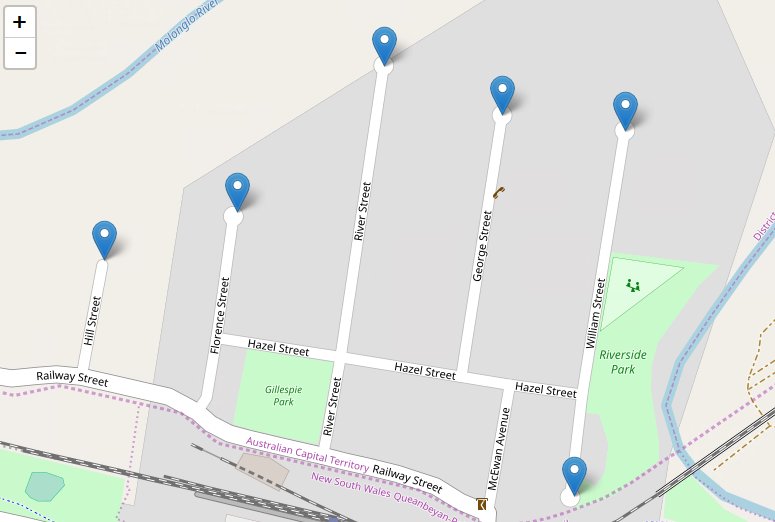 +
−
Molonglo River
District
River Street
George Street
William Street
Hill Street
Florence Street
Hazel Street
Hazel Street
Hazel Street
Riverside
Park
Railway Street
Gillespie
Park
River Street
McEwan Avenue
Australian Capital Territory
Railway Street
New South Wales Queanbeyan-P